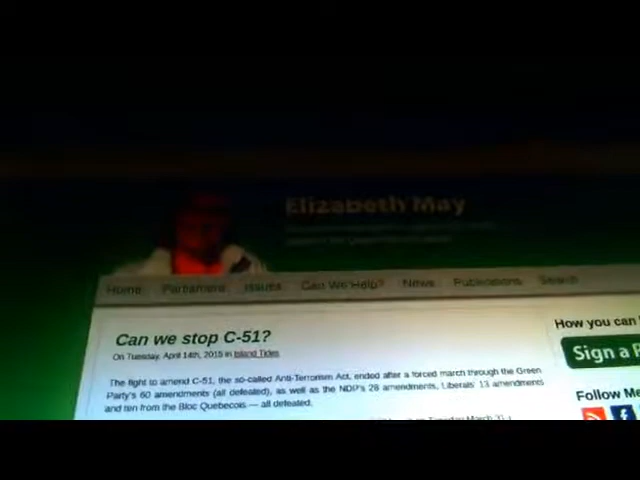 Elizabeth May
Home Parliament Issues Can We Help? News Publications Search
Can we stop C-51?
On Tuesday, April 14th, 2015 in Island Tides
The fight to amend C-51, the so-called Anti-Terrorism Act, ended after a forced march through the Green
Party's 60 amendments (all defeated), as well as the NDP's 28 amendments, Liberals' 13 amendments
and ten from the Bloc Quebecois — all defeated.
Tuesday March 31
How you can
Sign a P
Follow Me
f